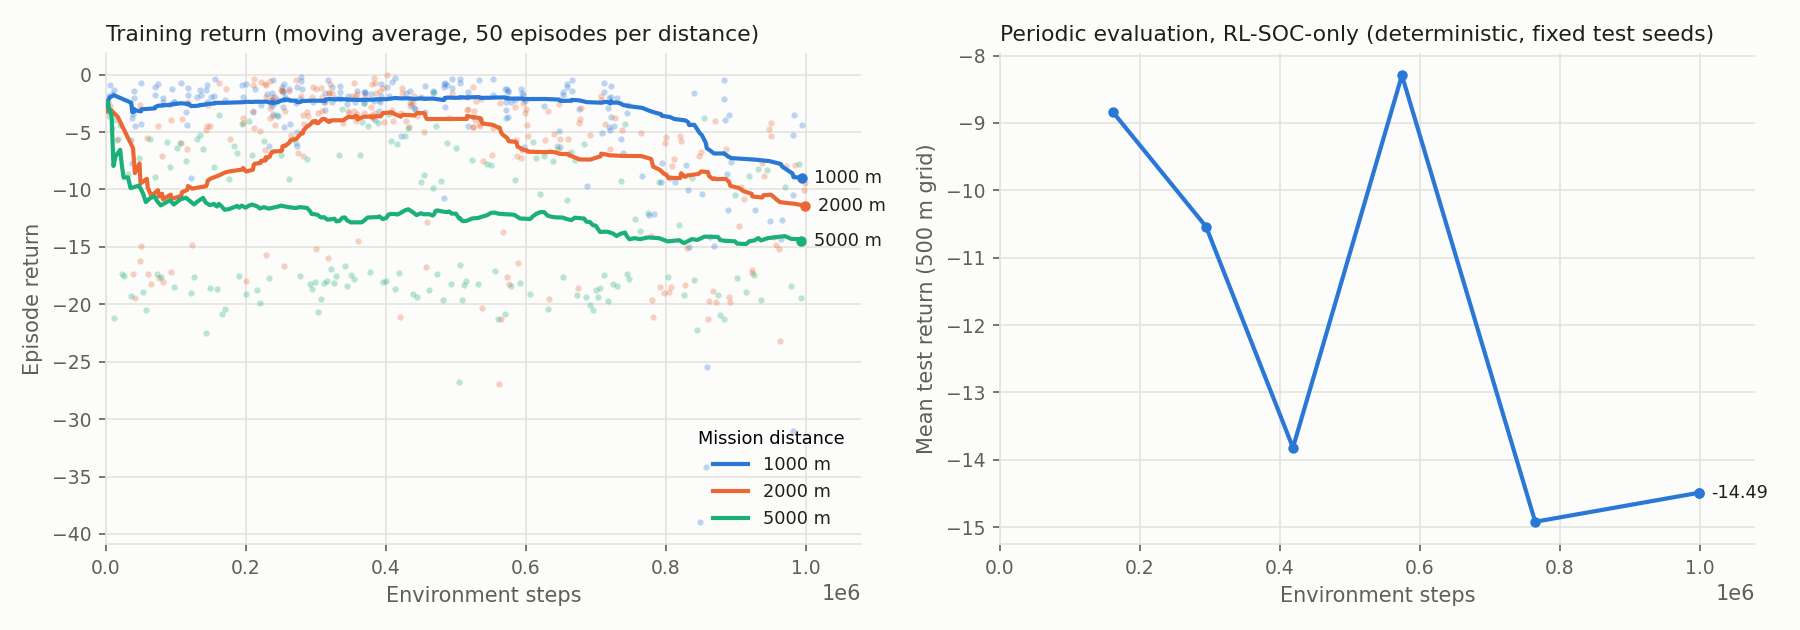 Training return (moving average, 50 episodes per distance)
Episode return
0
−5
−10
−15
−20
−25
−30
−35
−40
1000 m
2000 m
5000 m
Mission distance
1000 m
2000 m
5000 m
0.0 0.2 0.4 0.6 0.8 1.0
1e6
Environment steps
Periodic evaluation, RL-SOC-only (deterministic, fixed test seeds)
Mean test return (500 m grid)
−8
−9
−10
−11
−12
−13
−14
−15
-14.49
0.0 0.2 0.4 0.6 0.8 1.0
1e6
Environment steps